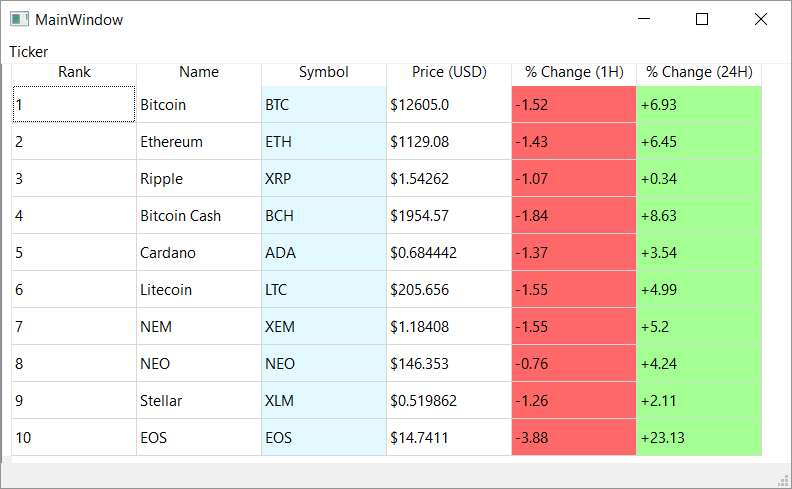 MainWindow
Ticker
Rank Name Symbol Price (USD) % Change (1H) % Change (24H)
1 Bitcoin BTC $12605.0 -1.52 +6.93
2 Ethereum ETH $1129.08 -1.43 +6.45
3 Ripple XRP $1.54262 -1.07 +0.34
4 Bitcoin Cash BCH $1954.57 -1.84 +8.63
5 Cardano ADA $0.684442 -1.37 +3.54
6 Litecoin LTC $205.656 -1.55 +4.99
7 NEM XEM $1.18408 -1.55 +5.2
8 NEO NEO $146.353 -0.76 +4.24
9 Stellar XLM $0.519862 -1.26 +2.11
10 EOS EOS $14.7411 -3.88 +23.13